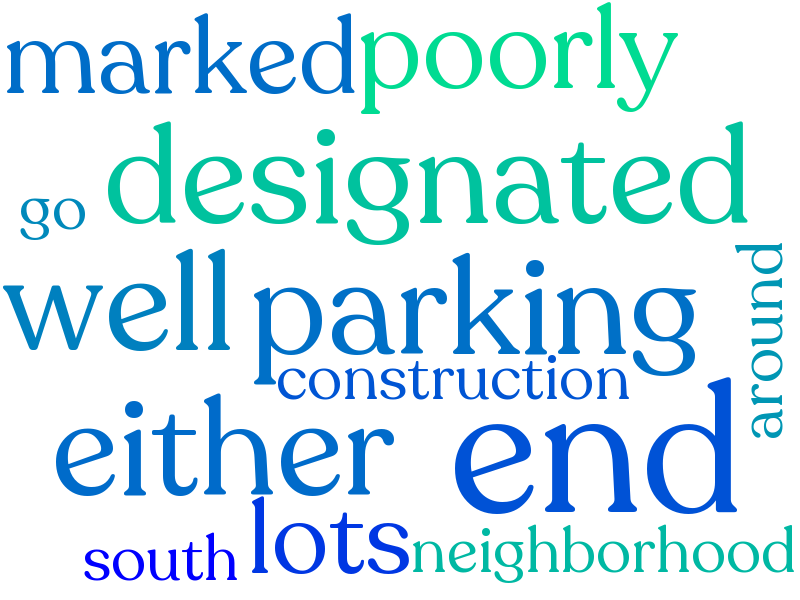 marked poorly
designated
go
well parking
around
construction
either end
south lots neighborhood